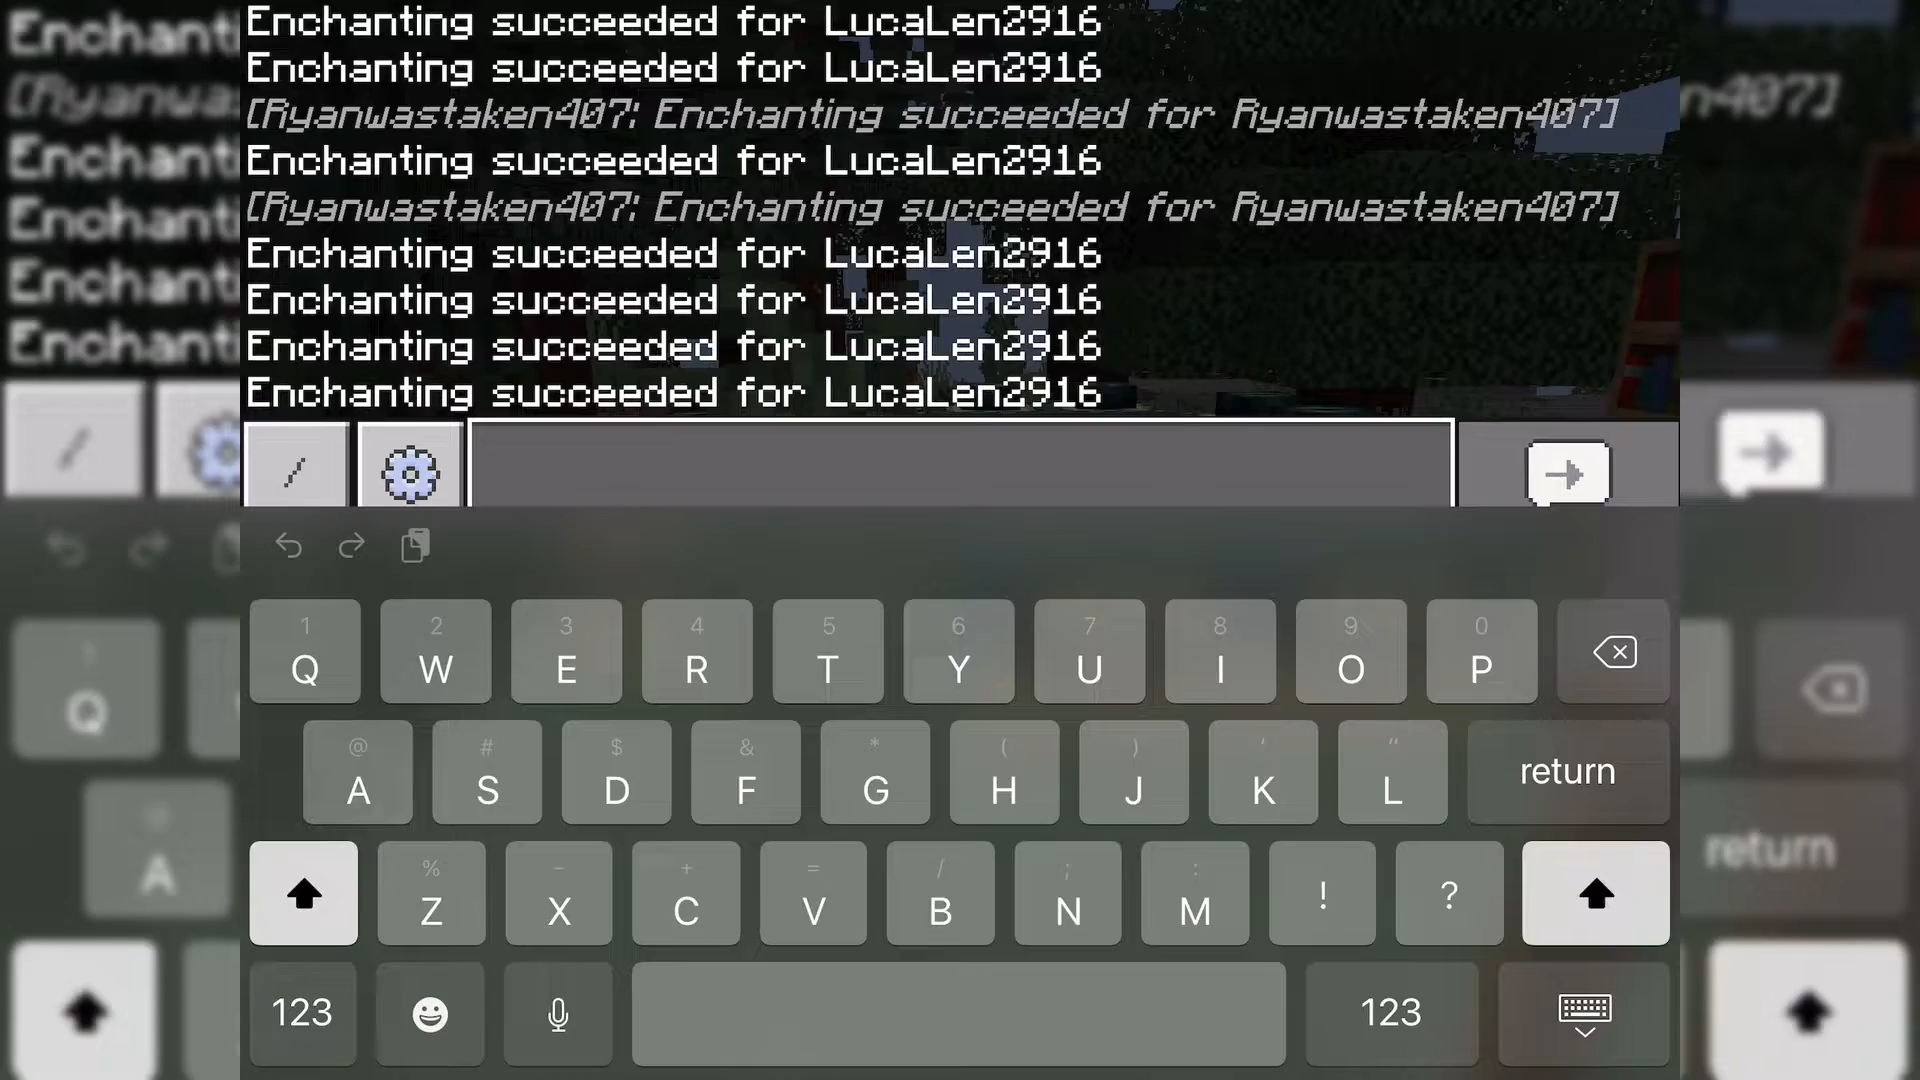 Enchanting succeeded for LucaLen2916
Enchanting succeeded for LucaLen2916
[Ryanwastaken407: Enchanting succeeded for Ryanwastaken407]
Enchanting succeeded for LucaLen2916
[Ryanwastaken407: Enchanting succeeded for Ryanwastaken407]
Enchanting succeeded for LucaLen2916
Enchanting succeeded for LucaLen2916
Enchanting succeeded for LucaLen2916
Enchanting succeeded for LucaLen2916
/
1 2 3 4 5 6 7 8 9 0
Q W E R T Y U I O P
@ # $ & * ( ) ' "
A S D F G H J K L return
% - + = / ; :
Z X C V B N M ! ?
123 123